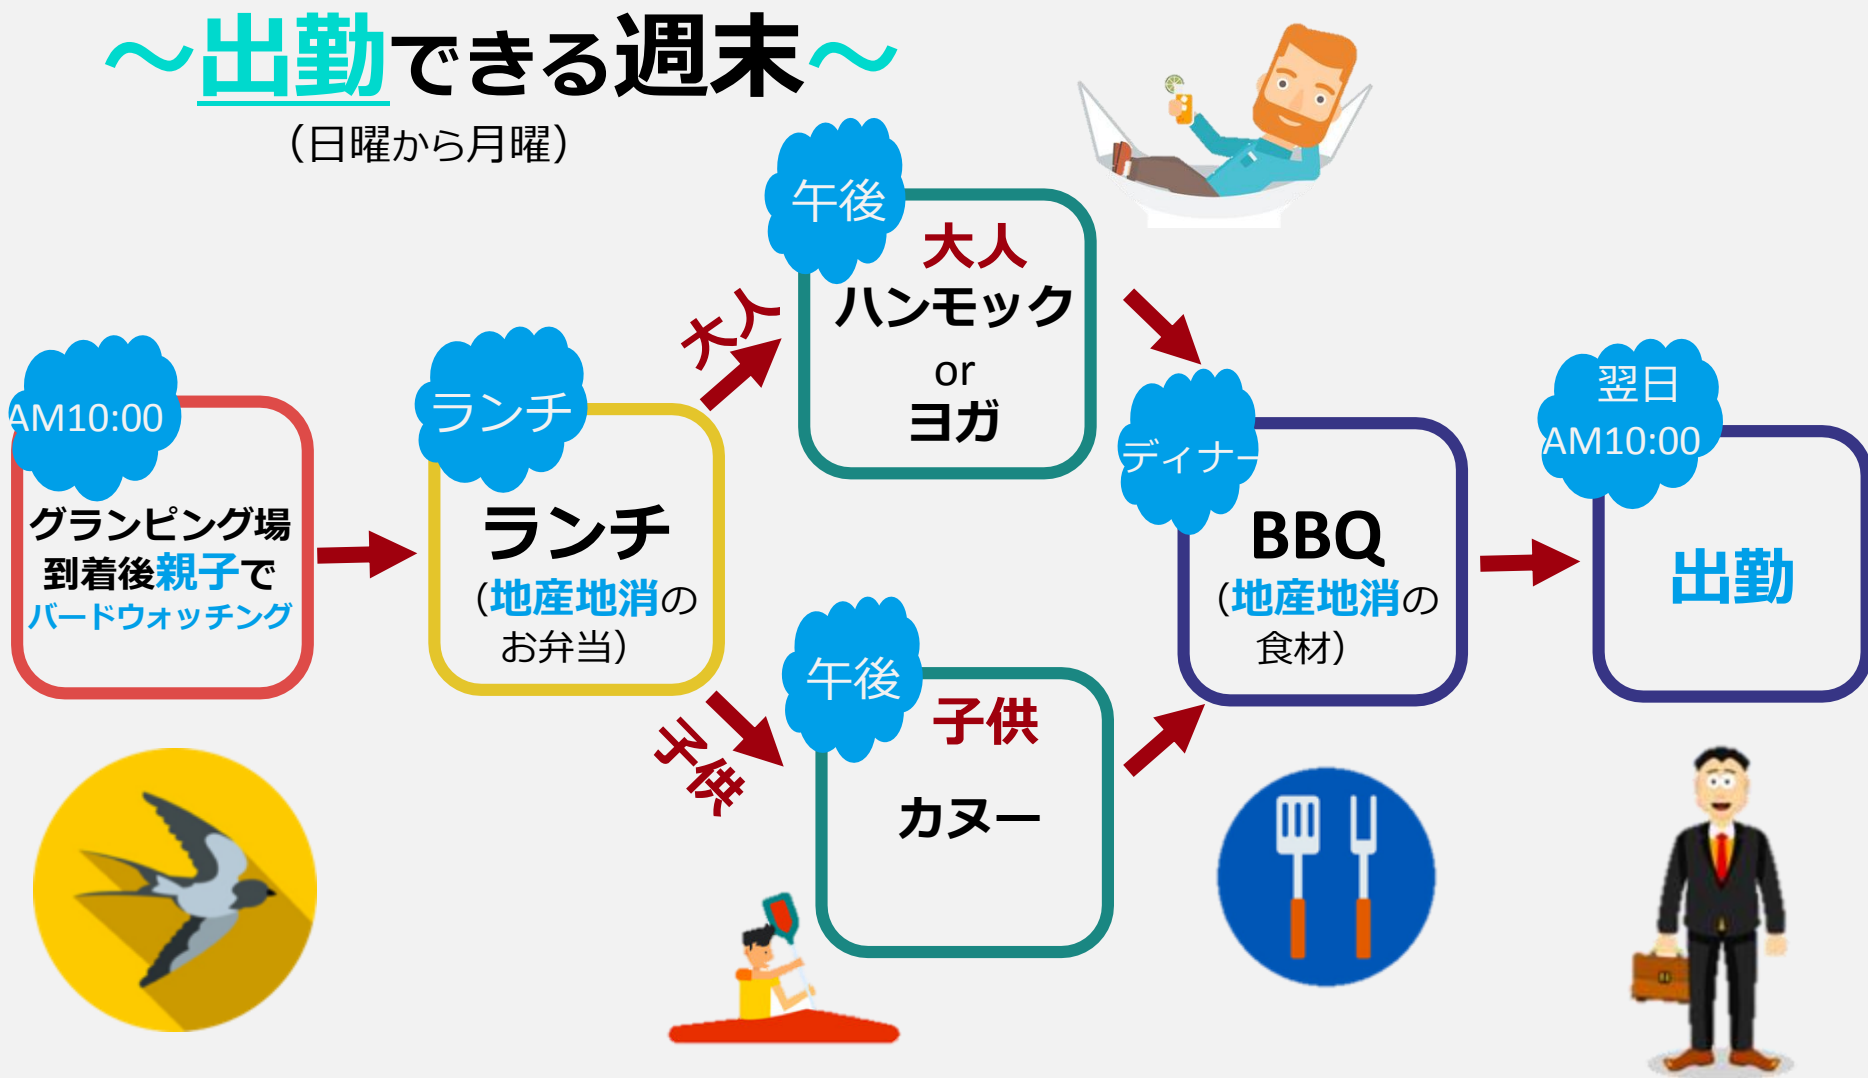 ～出勤できる週末～
（日曜から月曜）
AM10:00
グランピング場
到着後親子で
バードウォッチング
ランチ
ランチ
（地産地消の
お弁当）
大人
午後
大人
ハンモック
or
ヨガ
子供
午後
子供
カヌー
ディナー
BBQ
（地産地消の
食材）
翌日
AM10:00
出勤